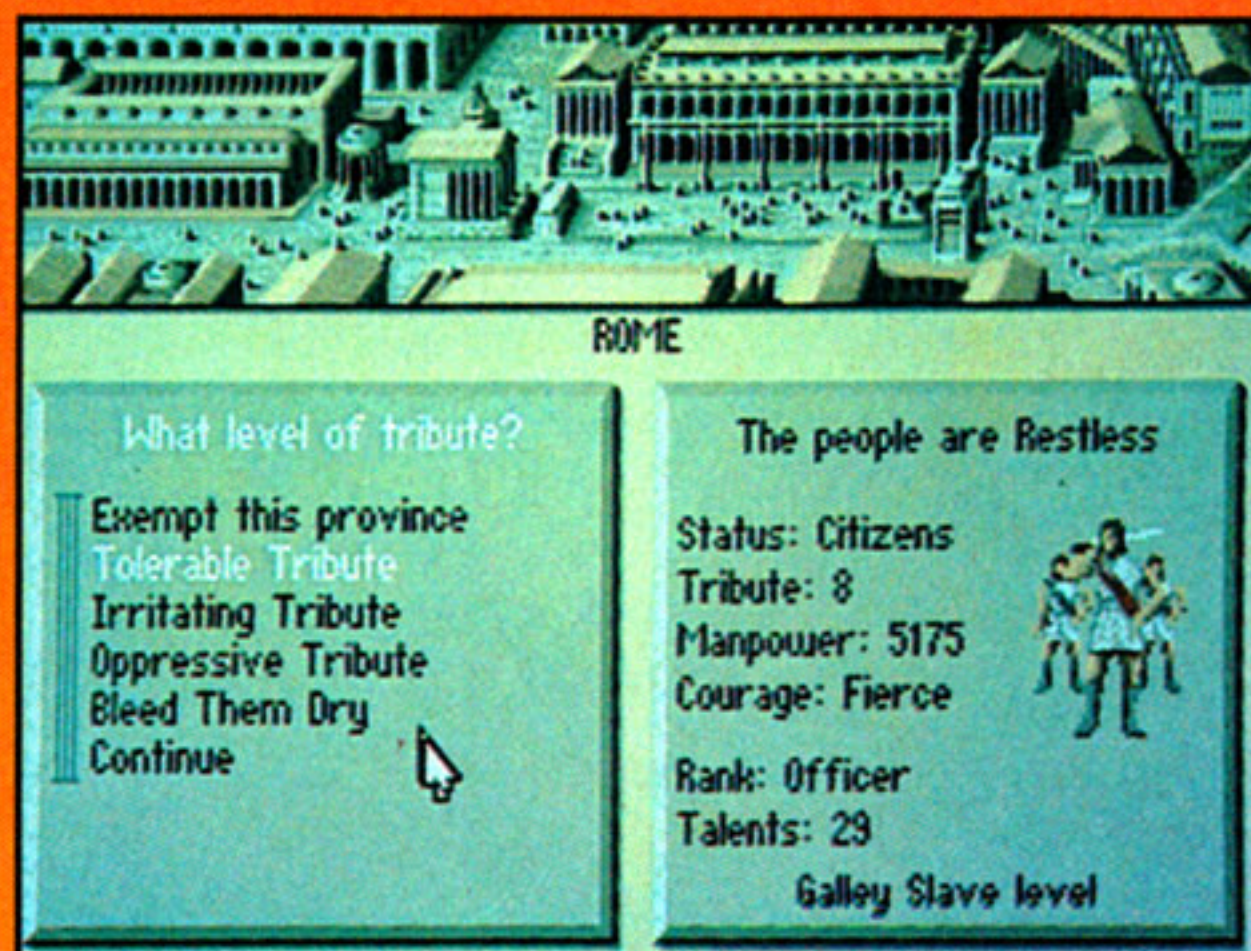 ROME
What level of tribute?
Exempt this province
Tolerable Tribute
Irritating Tribute
Oppressive Tribute
Bleed Them Dry
Continue
The people are Restless
Status: Citizens
Tribute: 8
Manpower: 5175
Courage: Fierce
Rank: Officer
Talents: 29
Galley Slave level